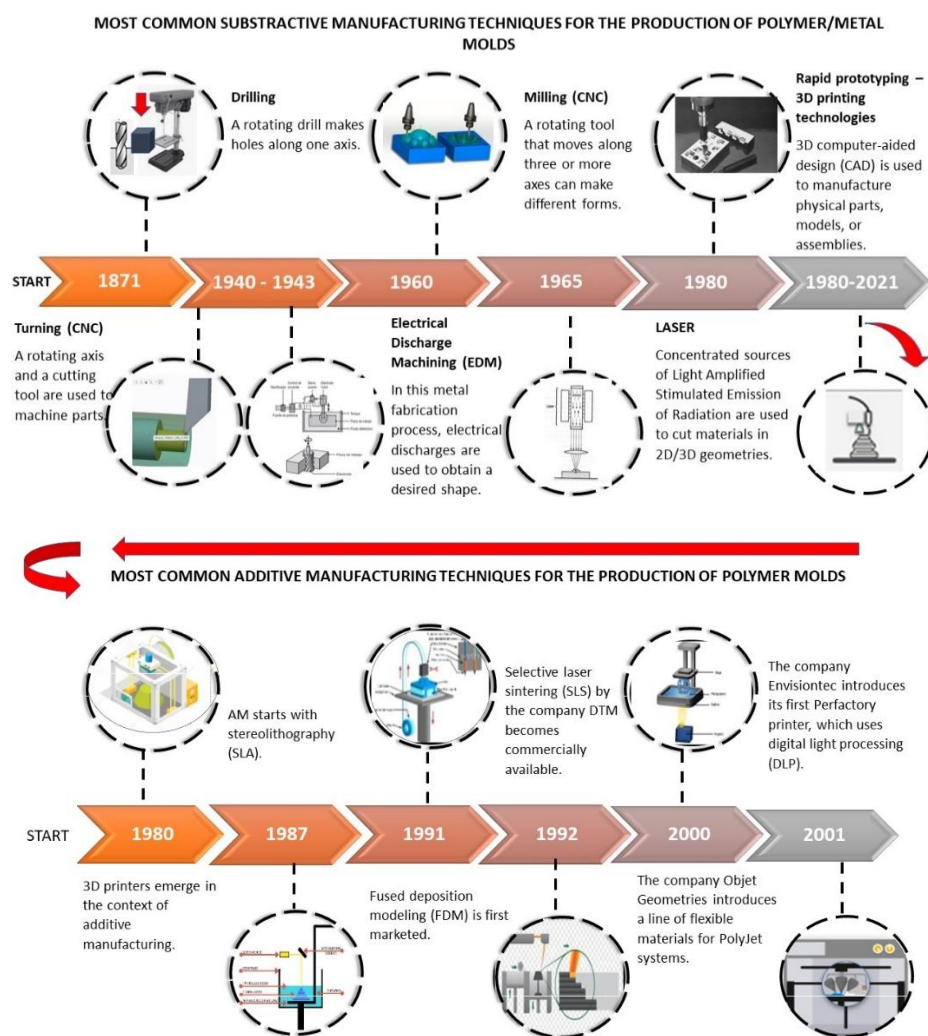 MOST COMMON SUBSTRACTIVE MANUFACTURING TECHNIQUES FOR THE PRODUCTION OF POLYMER/METAL
MOLDS
Drilling
A rotating drill makes
holes along one axis.
Milling (CNC)
A rotating tool
that moves along
three or more
axes can make
different forms.
Rapid prototyping –
3D printing
technologies
3D computer-aided
design (CAD) is used
to manufacture
physical parts,
models, or
assemblies.
START
1871
1940 - 1943
1960
1965
1980
1980-2021
Turning (CNC)
A rotating axis
and a cutting
tool are used to
machine parts.
Electrical
Discharge
Machining (EDM)
In this metal
fabrication
process, electrical
discharges are
used to obtain a
desired shape.
LASER
Concentrated sources
of Light Amplified
Stimulated Emission
of Radiation are used
to cut materials in
2D/3D geometries.
MOST COMMON ADDITIVE MANUFACTURING TECHNIQUES FOR THE PRODUCTION OF POLYMER MOLDS
AM starts with
stereolithography
(SLA).
Selective laser
sintering (SLS) by
the company DTM
becomes
commercially
available.
The company
Envisiontec introduces
its first Perfactory
printer, which uses
digital light processing
(DLP).
START
1980
1987
1991
1992
2000
2001
3D printers emerge in
the context of
additive
manufacturing.
Fused deposition
modeling (FDM) is first
marketed.
The company Objet
Geometries introduces
a line of flexible
materials for PolyJet
systems.